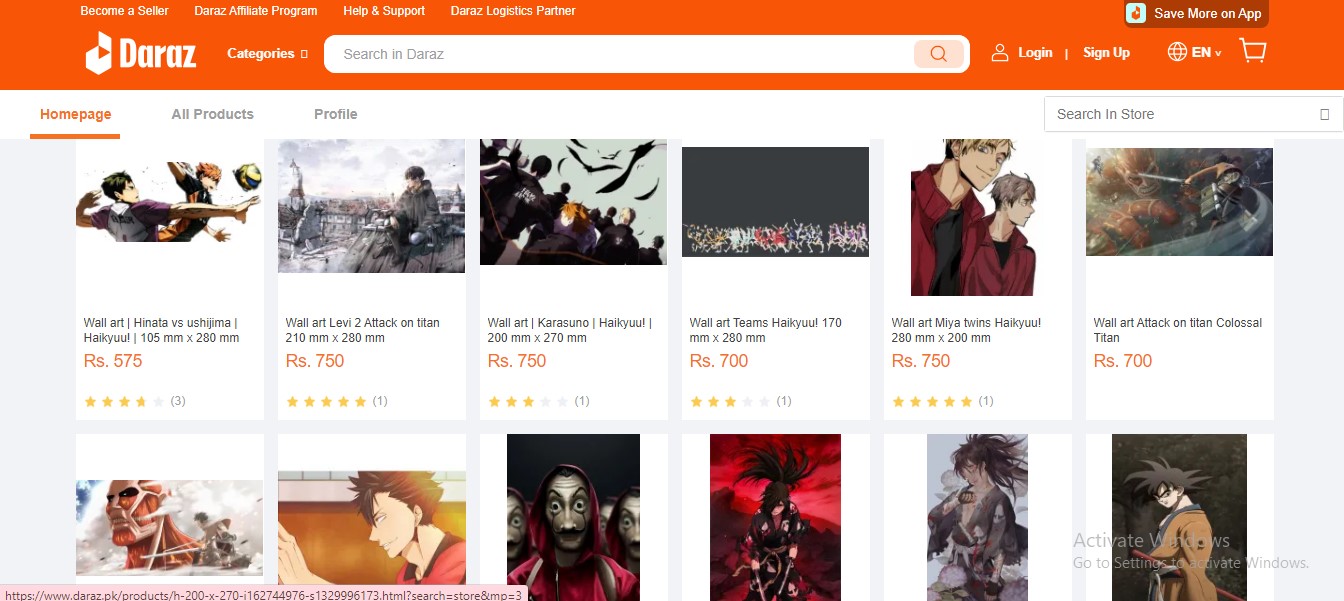 Become a Seller
Daraz Affiliate Program
Help & Support
Daraz Logistics Partner
Save More on App
Daraz
Categories
Search in Daraz
Login
|
Sign Up
EN
Homepage
All Products
Profile
Search In Store
Wall art | Hinata vs ushijima |
Haikyuu! | 105 mm x 280 mm
Rs. 575
(3)
Wall art Levi 2 Attack on titan
210 mm x 280 mm
Rs. 750
(1)
Wall art | Karasuno | Haikyuu! |
200 mm x 270 mm
Rs. 750
(1)
Wall art Teams Haikyuu! 170
mm x 280 mm
Rs. 700
(1)
Wall art Miya twins Haikyuu!
280 mm x 200 mm
Rs. 750
(1)
Wall art Attack on titan Colossal
Titan
Rs. 700
Activate Windows
Go to Settings to activate Windows.
https://www.daraz.pk/products/h-200-x-270-i162744976-s1329996173.html?search=store&mp=3